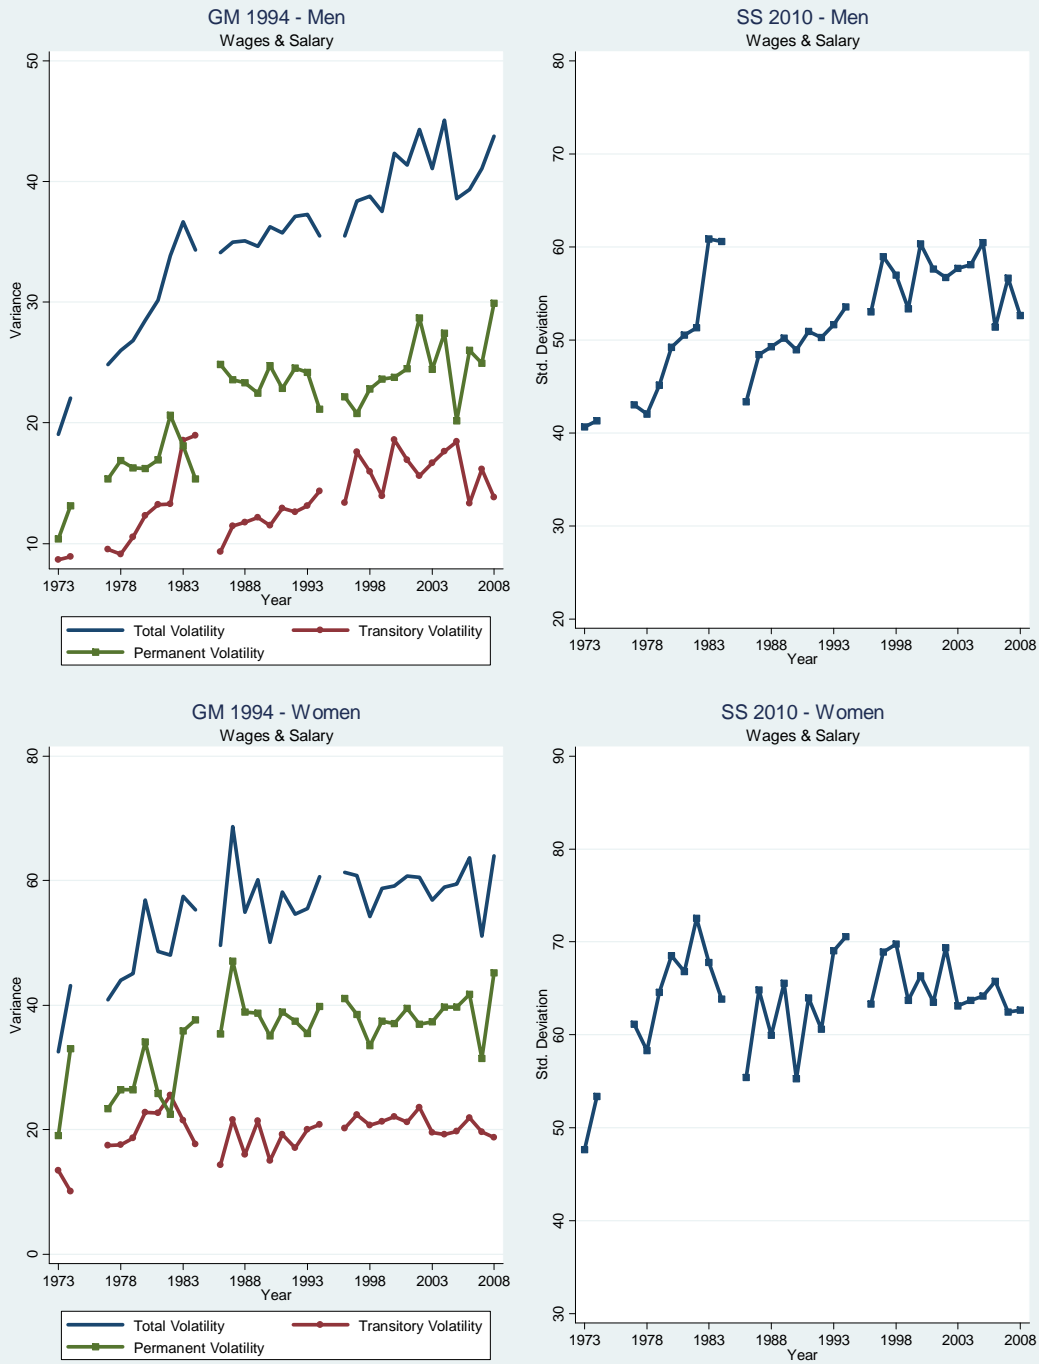 GM 1994 - Men
Wages & Salary
Variance
50
40
30
20
10
1973 1978 1983 1988 1993 1998 2003 2008
Year
Total Volatility Transitory Volatility
Permanent Volatility
SS 2010 - Men
Wages & Salary
Std. Deviation
80
70
60
50
40
30
20
1973 1978 1983 1988 1993 1998 2003 2008
Year
GM 1994 - Women
Wages & Salary
Variance
80
60
40
20
0
1973 1978 1983 1988 1993 1998 2003 2008
Year
Total Volatility Transitory Volatility
Permanent Volatility
SS 2010 - Women
Wages & Salary
Std. Deviation
90
80
70
60
50
40
30
1973 1978 1983 1988 1993 1998 2003 2008
Year